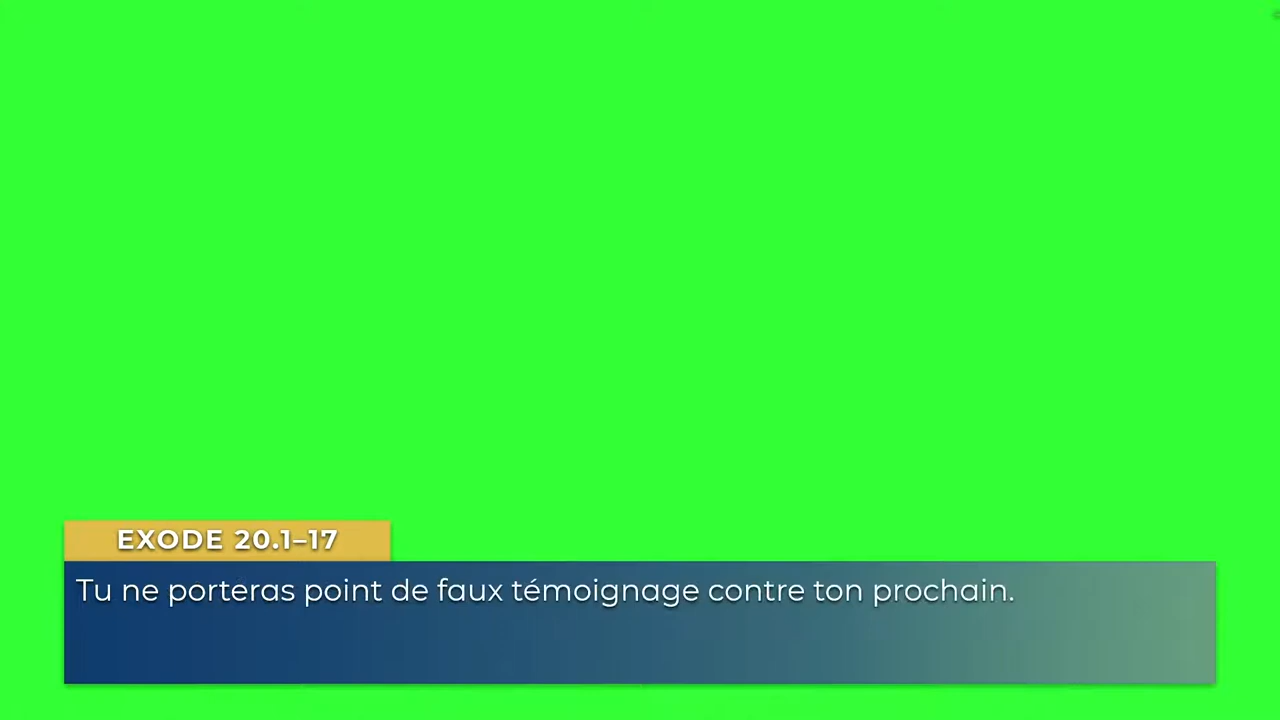 EXODE 20.1–17
Tu ne porteras point de faux témoignage contre ton prochain.